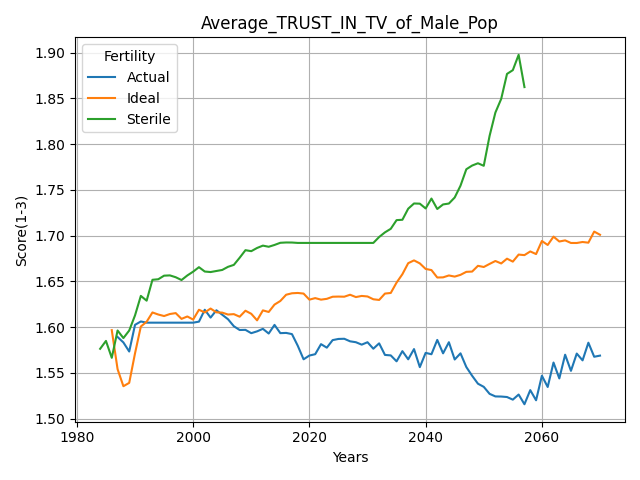 Average_TRUST_IN_TV_of_Male_Pop
Fertility
Actual
Ideal
Sterile
Score(1-3)
1.90
1.85
1.80
1.75
1.70
1.65
1.60
1.55
1.50
1980
2000
2020
2040
2060
Years